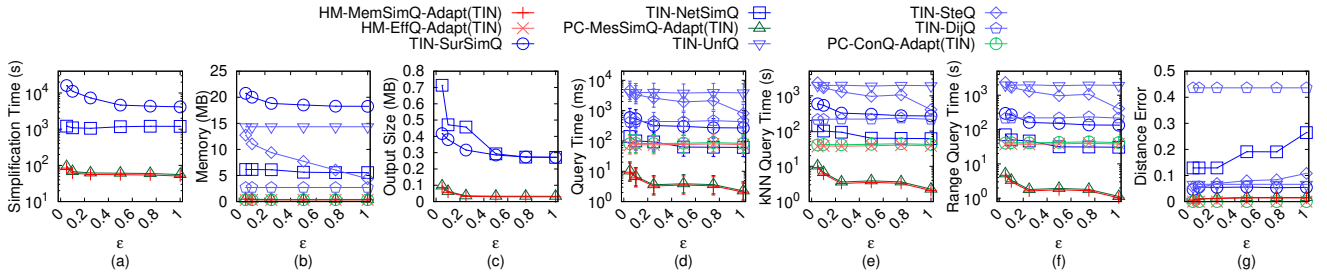 HM-MemSimQ-Adapt(TIN)
HM-EffQ-Adapt(TIN)
TIN-SurSimQ
TIN-NetSimQ
PC-MesSimQ-Adapt(TIN)
TIN-UnfQ
TIN-SteQ
TIN-DijQ
PC-ConQ-Adapt(TIN)
Simplification Time (s)
10^4
10^3
10^2
10^1
0.2 0.4 0.6 0.8 1
ε
(a)
Memory (MB)
25
20
15
10
5
0
0.2 0.4 0.6 0.8 1
ε
(b)
Output Size (MB)
0.8
0.7
0.6
0.5
0.4
0.3
0.2
0.1
0
0.2 0.4 0.6 0.8 1
ε
(c)
Query Time (ms)
10^4
10^3
10^2
10^1
10^0
0.2 0.4 0.6 0.8 1
ε
(d)
kNN Query Time (s)
10^3
10^2
10^1
10^0
0.2 0.4 0.6 0.8 1
ε
(e)
Range Query Time (s)
10^3
10^2
10^1
10^0
0.2 0.4 0.6 0.8 1
ε
(f)
Distance Error
0.5
0.4
0.3
0.2
0.1
0
0.2 0.4 0.6 0.8 1
ε
(g)